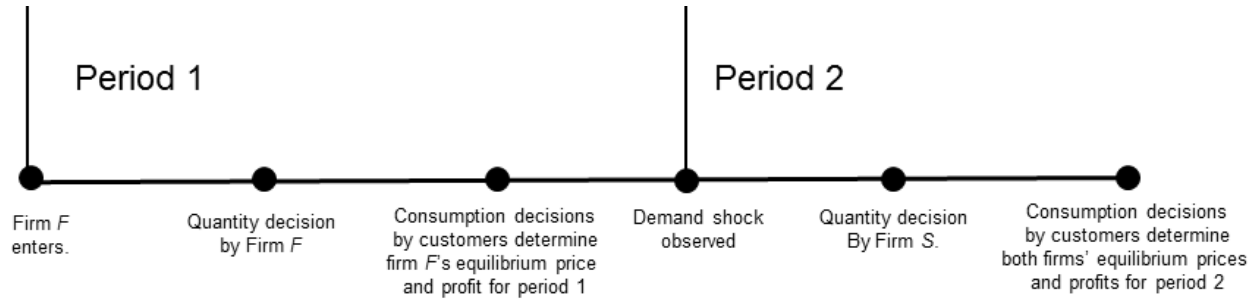 Period 1
Period 2
Firm F
enters.
Quantity decision
by Firm F
Consumption decisions
by customers determine
firm F's equilibrium price
and profit for period 1
Demand shock
observed
Quantity decision
By Firm S.
Consumption decisions
by customers determine
both firms' equilibrium prices
and profits for period 2